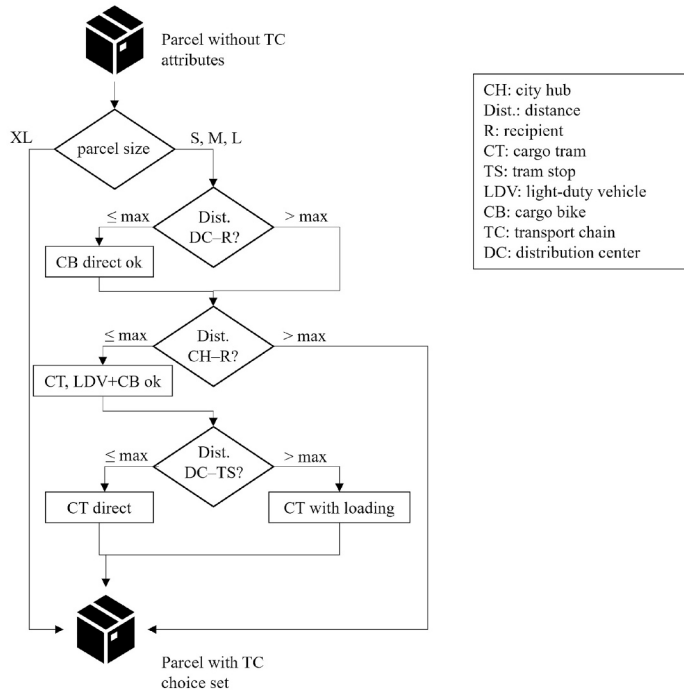 Parcel without TC
attributes
XL
parcel size
S, M, L
≤ max
Dist.
DC–R?
> max
CB direct ok
≤ max
Dist.
CH–R?
> max
CT, LDV+CB ok
≤ max
Dist.
DC–TS?
> max
CT direct
CT with loading
Parcel with TC
choice set
CH: city hub
Dist.: distance
R: recipient
CT: cargo tram
TS: tram stop
LDV: light-duty vehicle
CB: cargo bike
TC: transport chain
DC: distribution center